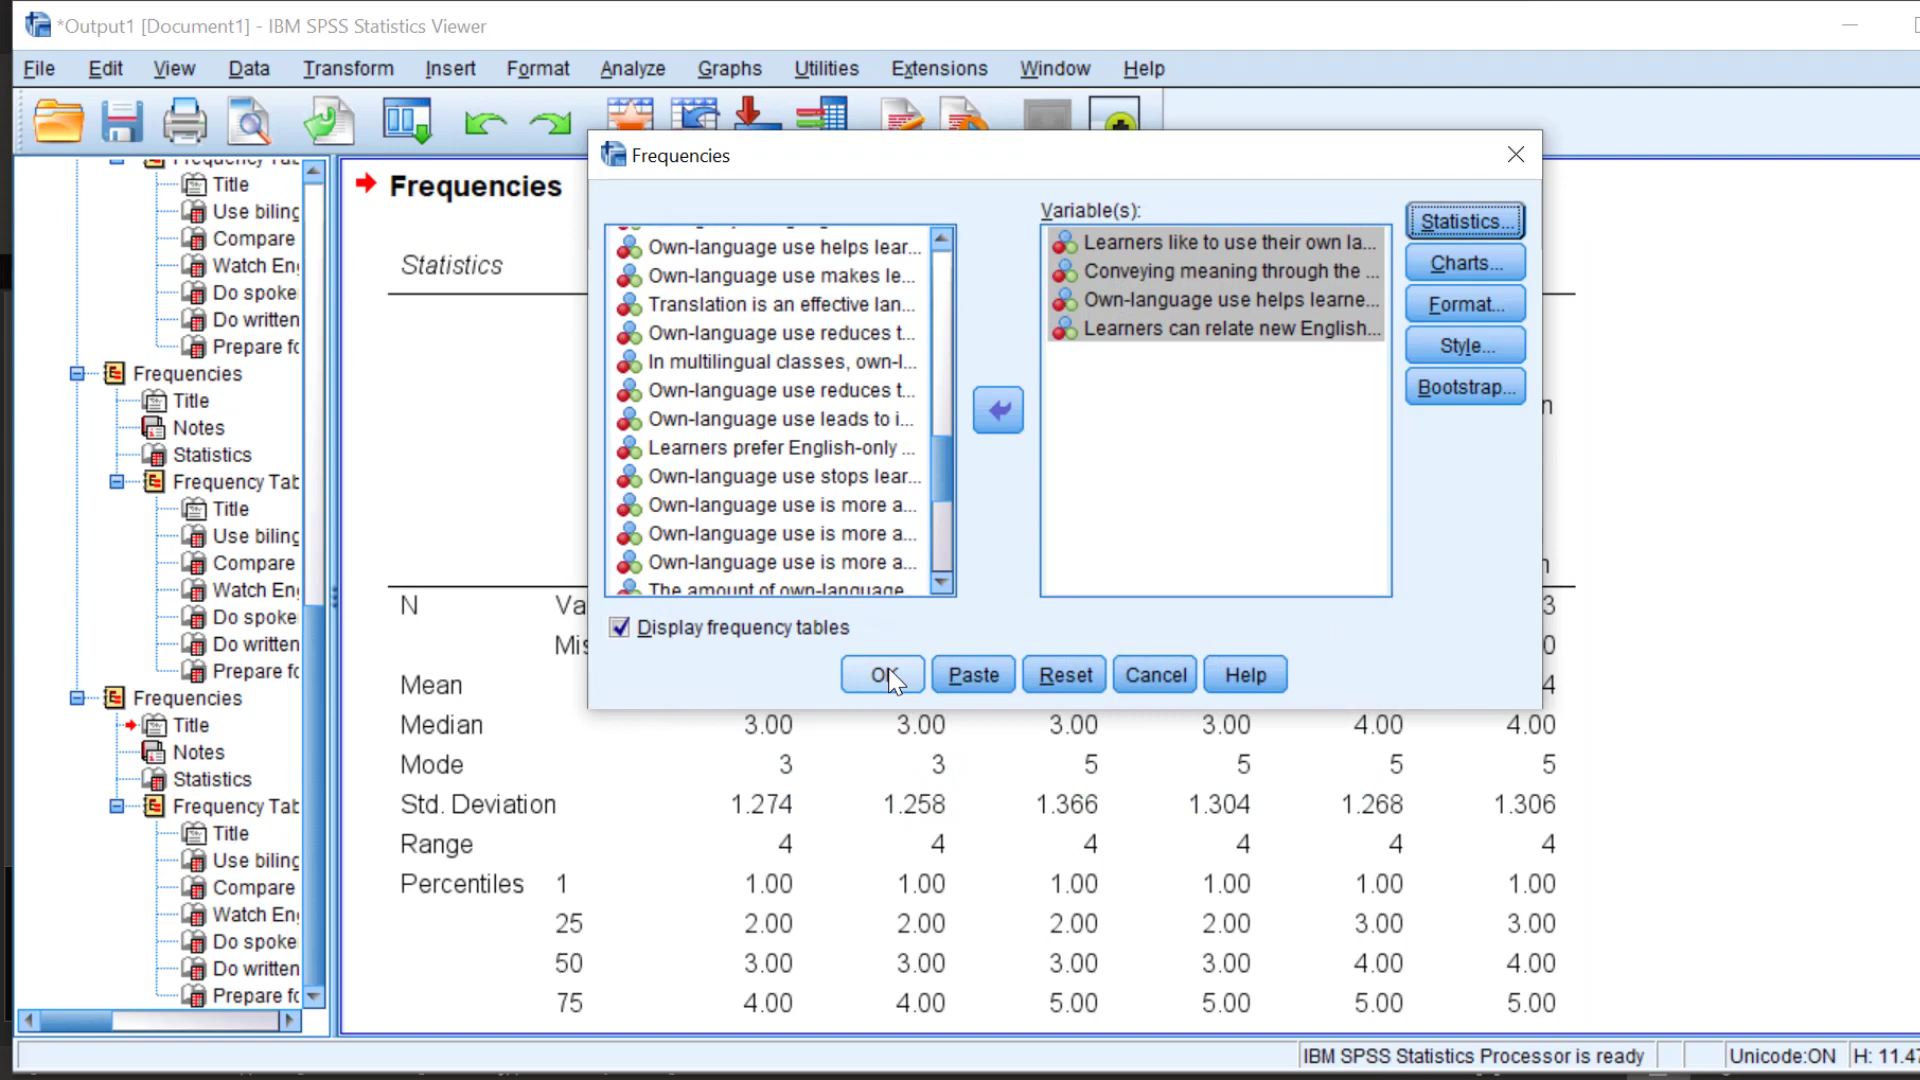 *Output1 [Document1] - IBM SPSS Statistics Viewer
File Edit View Data Transform Insert Format Analyze Graphs Utilities Extensions Window Help
Title
Use biling
Compare
Watch En
Do spoke
Do written
Prepare fo
Frequencies
Title
Notes
Statistics
Frequency Tab
Title
Use biling
Compare
Watch En
Do spoke
Do written
Prepare fo
Frequencies
Title
Notes
Statistics
Frequency Tab
Title
Use biling
Compare
Watch En
Do spoke
Do written
Prepare fo
Frequencies
Statistics
Frequencies
Own-language use helps lear...
Own-language use makes le...
Translation is an effective lan...
Own-language use reduces t...
In multilingual classes, own-l...
Own-language use reduces t...
Own-language use leads to i...
Learners prefer English-only ...
Own-language use stops lear...
Own-language use is more a...
Own-language use is more a...
Own-language use is more a...
The amount of own-language
Variable(s):
Learners like to use their own la...
Conveying meaning through the ...
Own-language use helps learne...
Learners can relate new English...
Statistics...
Charts...
Format...
Style...
Bootstrap...
Display frequency tables
OK Paste Reset Cancel Help
N Va 3
Mis 0
Mean 4
Median 3.00 3.00 3.00 3.00 4.00 4.00
Mode 3 3 5 5 5 5
Std. Deviation 1.274 1.258 1.366 1.304 1.268 1.306
Range 4 4 4 4 4 4
Percentiles 1 1.00 1.00 1.00 1.00 1.00 1.00
25 2.00 2.00 2.00 2.00 3.00 3.00
50 3.00 3.00 3.00 3.00 4.00 4.00
75 4.00 4.00 5.00 5.00 5.00 5.00
IBM SPSS Statistics Processor is ready Unicode:ON H: 11.47